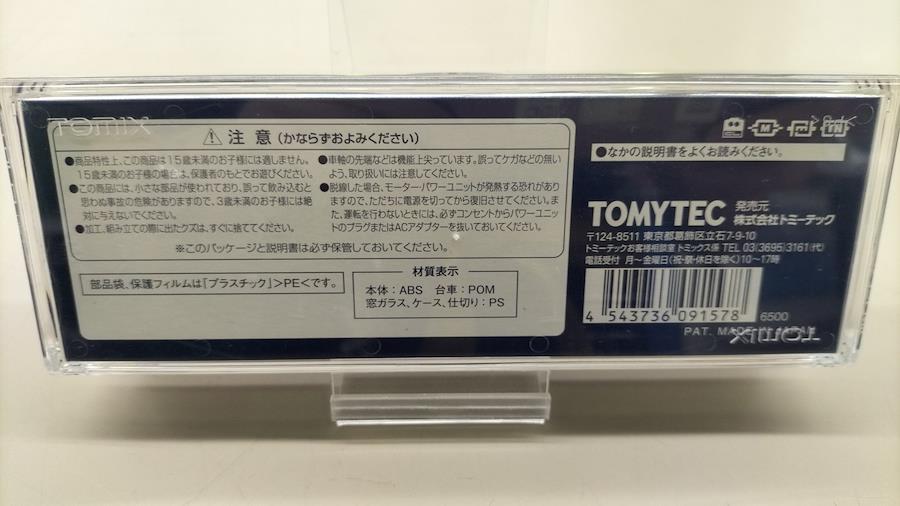 TOMIX
⚠ 注 意 (かならずおよみください)
●商品特性上、この商品は15歳未満のお子様には適しません。
15歳未満のお子様の場合は、保護者のもとでお遊びください。
●この商品には、小さな部品が使われており、誤って飲み込むと
思わぬ事故の危険がありますので、3歳未満のお子様には絶
対に与えないでください。
●加工、組み立ての際に出たクズは、すぐに捨ててください。
●車軸の先端などは機能上尖っています。誤ってケガなどの無い
よう、取り扱いには注意してください。
●脱線した場合、モーター・パワーユニットが発熱する恐れがあり
ますので、ただちに電源を切ってから復旧させてください。ま
た、運転を行わないときには、必ずコンセントからパワーユニッ
トのプラグまたはACアダプターを抜いておいてください。
※このパッケージと説明書は必ず保管しておいてください。
部品袋、保護フィルムは「プラスチック」>PE<です。
材質表示
本体:ABS 台車:POM
窓ガラス、ケース、仕切り:PS
●なかの説明書をよくお読みください。
TOMYTEC 発売元 株式会社トミーテック
〒124-8511 東京都葛飾区立石7-9-10
トミーテックお客様相談室 トミックス係 TEL 03(3695)3161(代)
電話受付 月～金曜日(祝・祭・休日を除く)10～17時
4 543736 091578
6500
PAT. MADE IN JAPAN
TOMIX